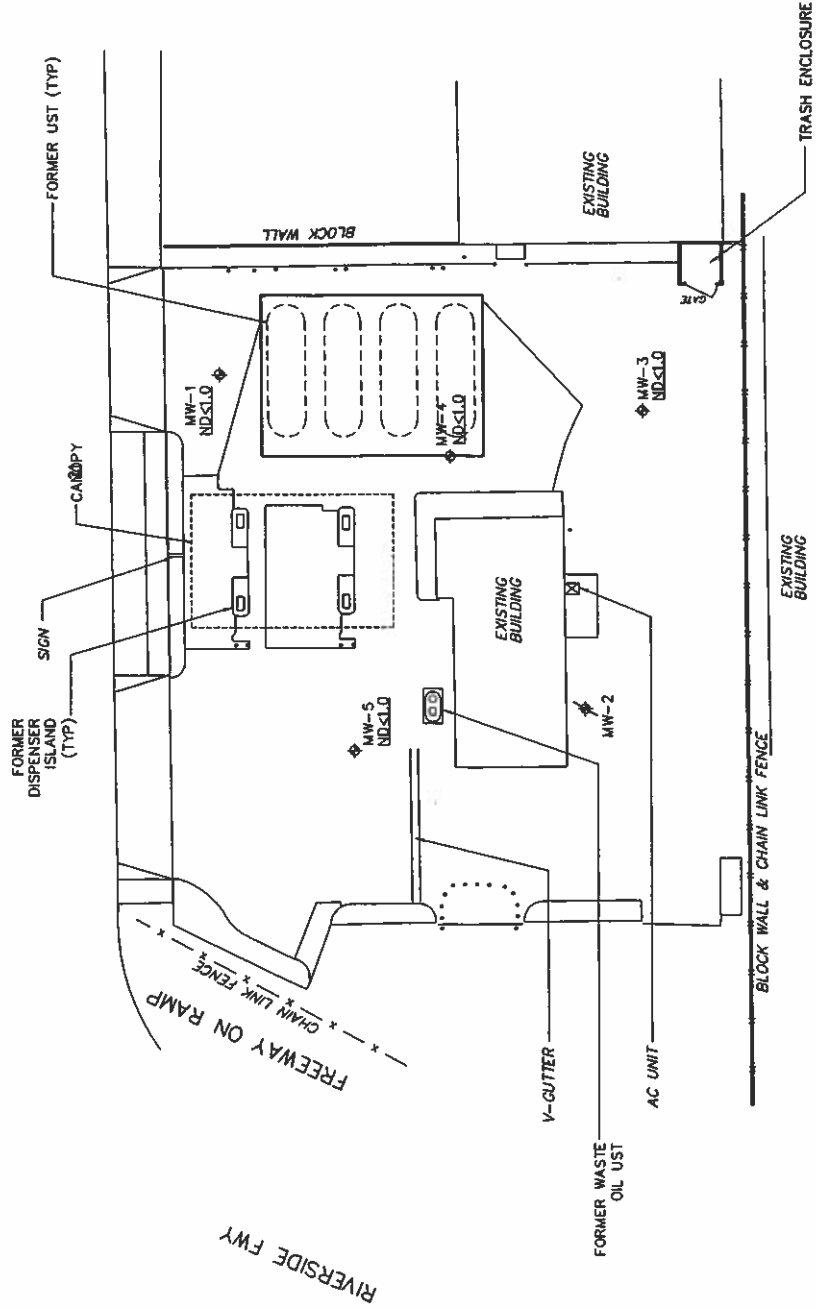 FORMER UST (TYP)
BLOCK WALL
EXISTING
BUILDING
TRASH ENCLOSURE
GATE
MW-1
ND<1.0
MW-4
ND<1.0
MW-3
ND<1.0
CANOPY
SIGN
FORMER
DISPENSER
ISLAND
(TYP)
EXISTING
BUILDING
MW-5
ND<1.0
MW-2
EXISTING
BUILDING
BLOCK WALL & CHAIN LINK FENCE
CHAIN LINK FENCE
FREEWAY ON RAMP
RIVERSIDE FWY
V-GUTTER
FORMER WASTE
OIL UST
AC UNIT